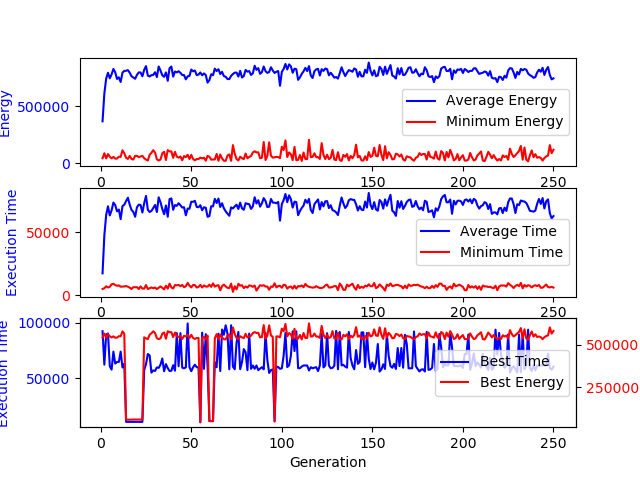 Energy
500000
0
Average Energy
Minimum Energy
0 50 100 150 200 250
Execution Time
50000
0
Average Time
Minimum Time
0 50 100 150 200 250
Execution Time
100000
50000
500000
250000
Best Time
Best Energy
0 50 100 150 200 250
Generation